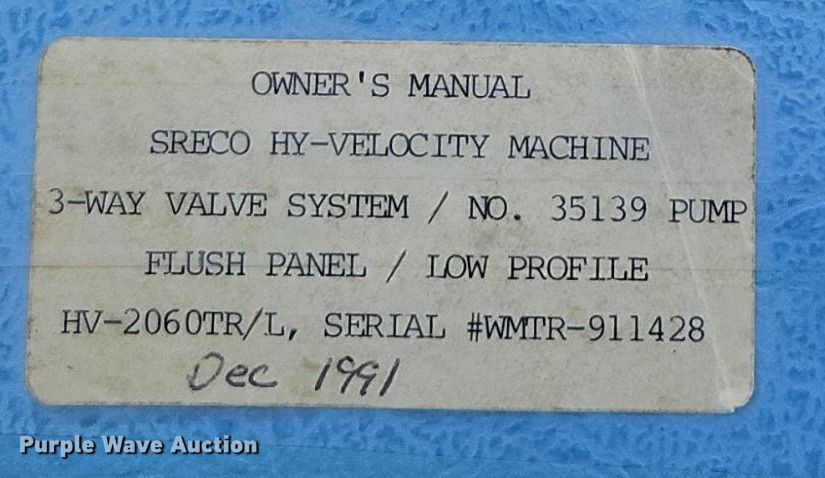 OWNER'S MANUAL
SRECO HY-VELOCITY MACHINE
3-WAY VALVE SYSTEM / NO. 35139 PUMP
FLUSH PANEL / LOW PROFILE
HV-2060TR/L, SERIAL #WMTR-911428
Dec 1991
Purple Wave Auction